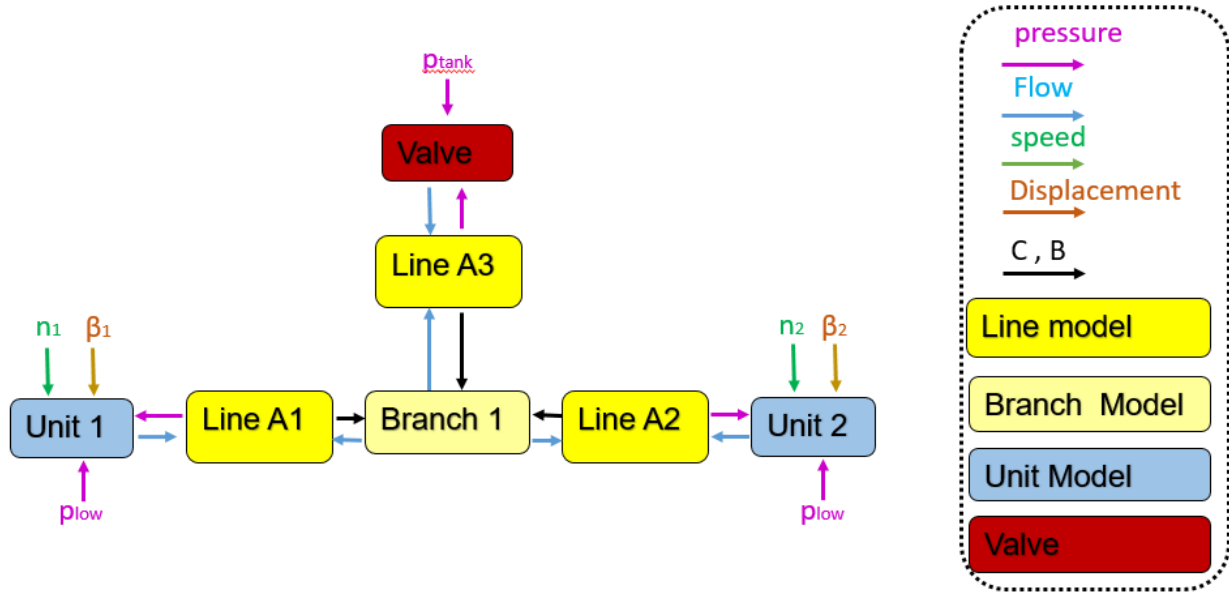 ptank
Valve
Line A3
n1 β1
n2 β2
Unit 1
Line A1
Branch 1
Line A2
Unit 2
plow
plow
pressure
Flow
speed
Displacement
C , B
Line model
Branch Model
Unit Model
Valve